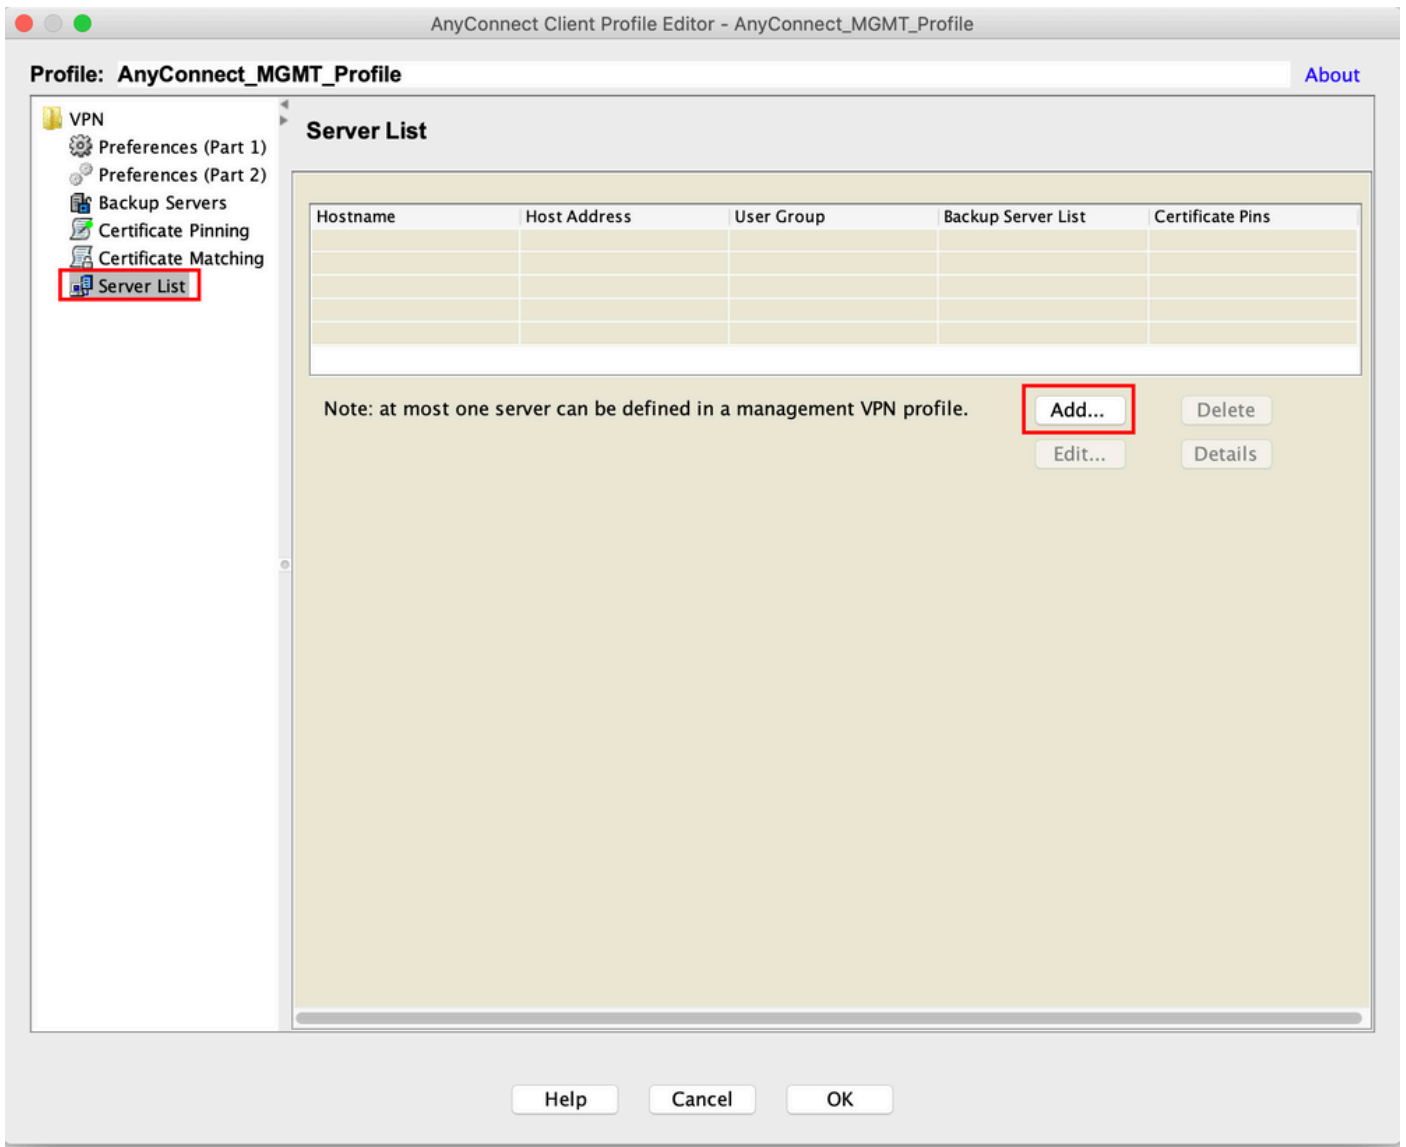 AnyConnect Client Profile Editor - AnyConnect_MGMT_Profile
Profile: AnyConnect_MGMT_Profile
About
VPN
Preferences (Part 1)
Preferences (Part 2)
Backup Servers
Certificate Pinning
Certificate Matching
Server List
Server List
Hostname Host Address User Group Backup Server List Certificate Pins
Note: at most one server can be defined in a management VPN profile.
Add... Delete
Edit... Details
Help Cancel OK